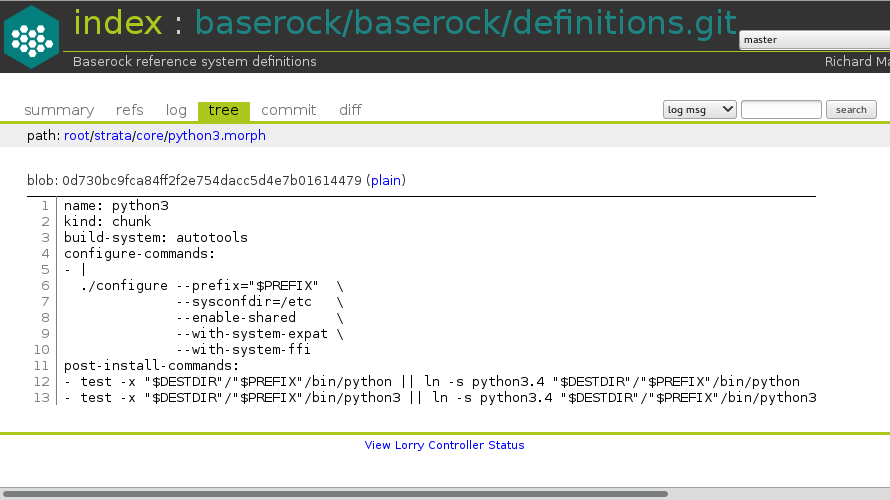 index : baserock/baserock/definitions.git
master
Baserock reference system definitions
Richard Ma
summary refs log tree commit diff
log msg search
path: root/strata/core/python3.morph
blob: 0d730bc9fca84ff2f2e754dacc5d4e7b01614479 (plain)
1 name: python3
2 kind: chunk
3 build-system: autotools
4 configure-commands:
5 - |
6   ./configure --prefix="$PREFIX"  \
7               --sysconfdir=/etc   \
8               --enable-shared     \
9               --with-system-expat \
10               --with-system-ffi
11 post-install-commands:
12 - test -x "$DESTDIR"/"$PREFIX"/bin/python || ln -s python3.4 "$DESTDIR"/"$PREFIX"/bin/python
13 - test -x "$DESTDIR"/"$PREFIX"/bin/python3 || ln -s python3.4 "$DESTDIR"/"$PREFIX"/bin/python3
View Lorry Controller Status